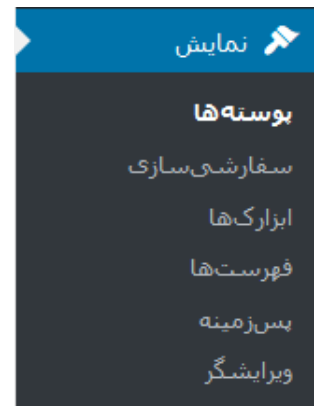 نمایش
پوسته‌ها
سفارشی‌سازی
ابزارک‌ها
فهرست‌ها
پس‌زمینه
ویرایشگر